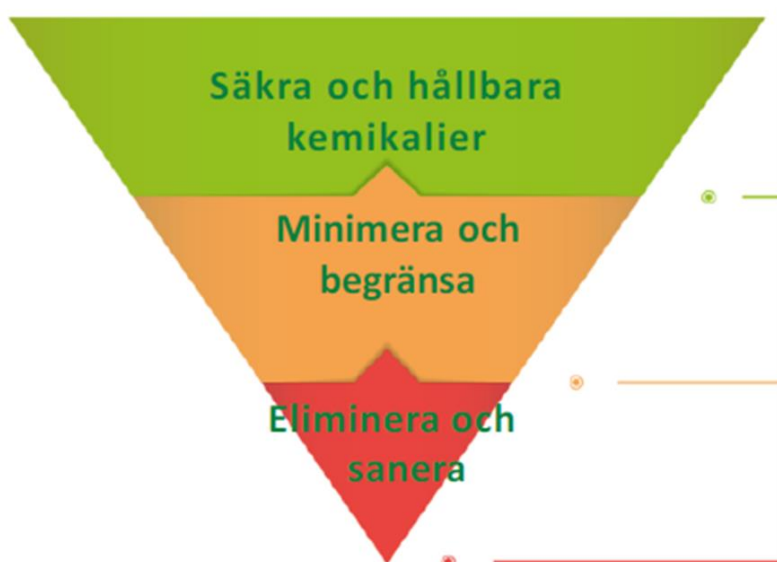 Säkra och hållbara
kemikalier
Minimera och
begränsa
Eliminera och
sanera